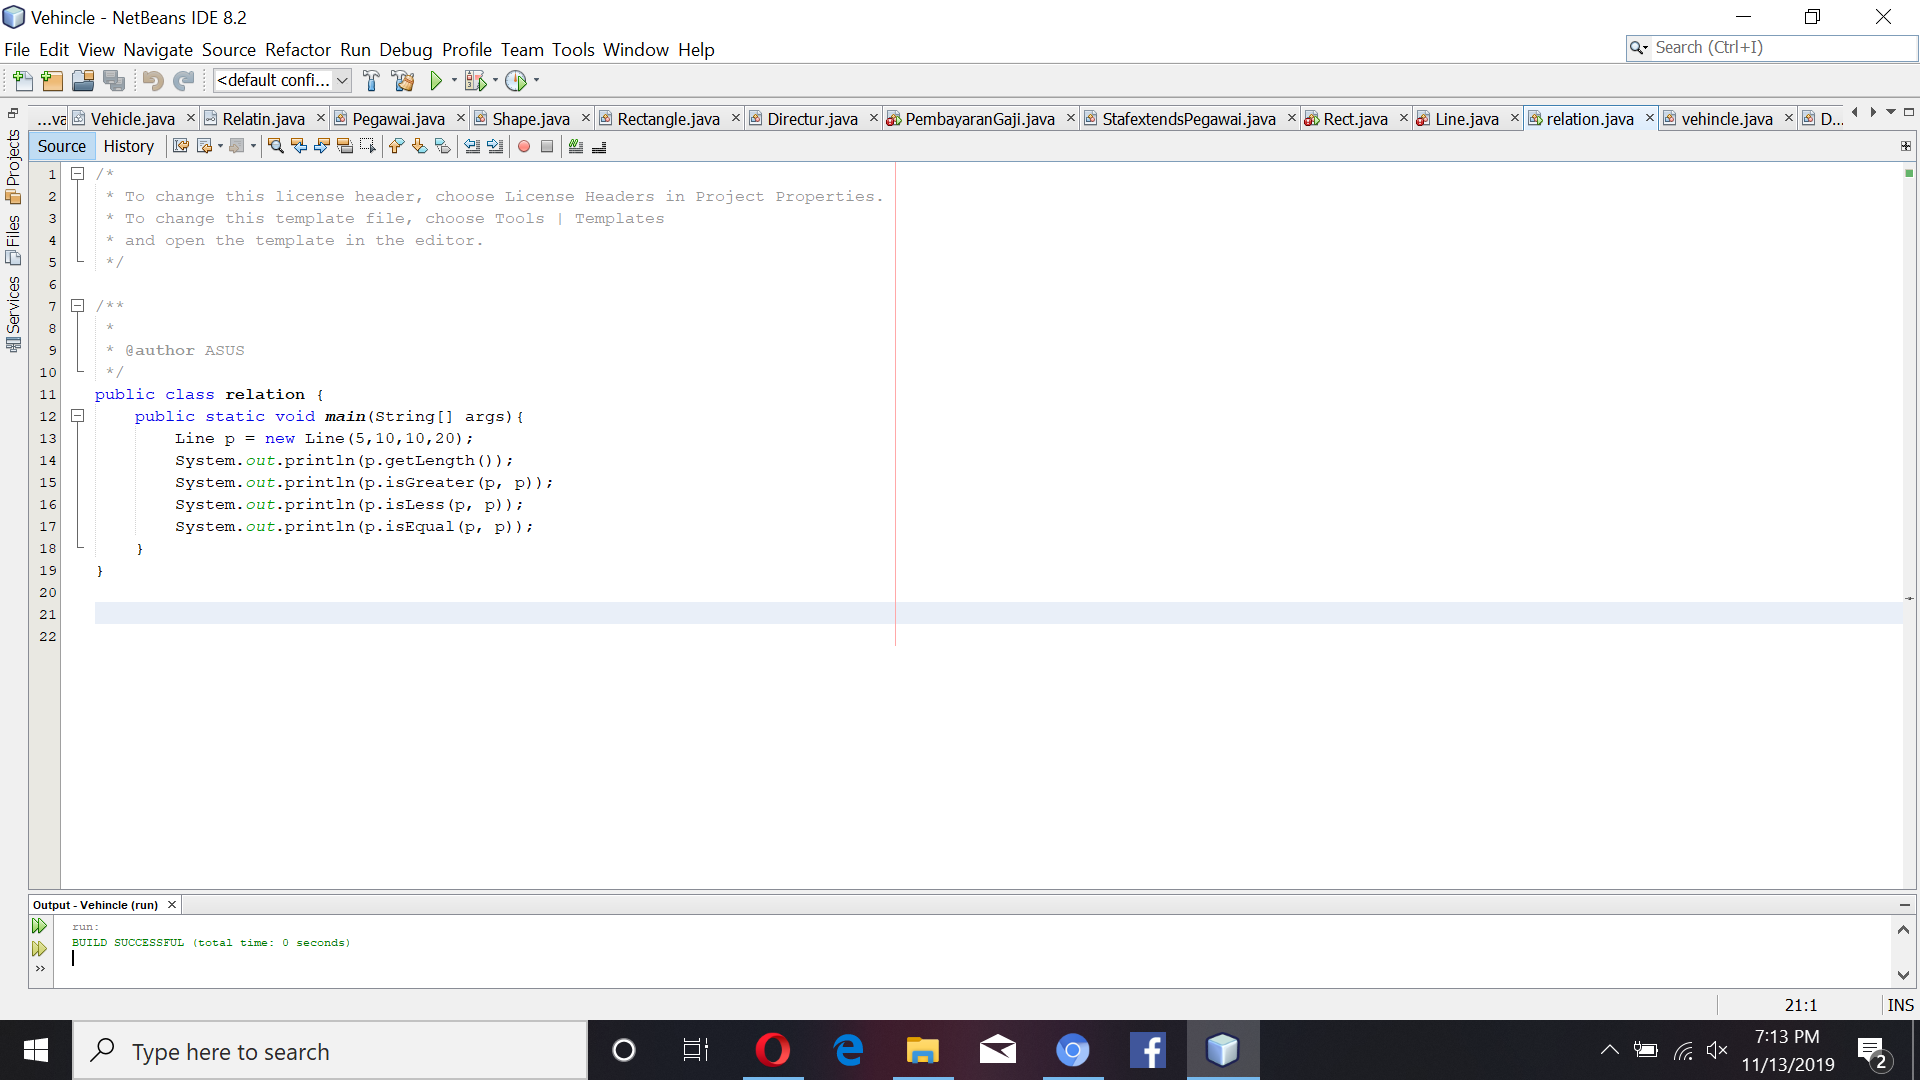 Vehincle - NetBeans IDE 8.2
File Edit View Navigate Source Refactor Run Debug Profile Team Tools Window Help
Search (Ctrl+I)
<default confi...
...va Vehicle.java Relatin.java Pegawai.java Shape.java Rectangle.java Directur.java PembayaranGaji.java StafextendsPegawai.java Rect.java Line.java relation.java vehincle.java D...
Source History
Projects
Files
Services
1 /*
2 * To change this license header, choose License Headers in Project Properties.
3 * To change this template file, choose Tools | Templates
4 * and open the template in the editor.
5 */
6
7 /**
8 *
9 * @author ASUS
10 */
11 public class relation {
12 public static void main(String[] args){
13 Line p = new Line(5,10,10,20);
14 System.out.println(p.getLength());
15 System.out.println(p.isGreater(p, p));
16 System.out.println(p.isLess(p, p));
17 System.out.println(p.isEqual(p, p));
18 }
19 }
20
21
22
Output - Vehincle (run)
run:
BUILD SUCCESSFUL (total time: 0 seconds)
21:1 INS
Type here to search
7:13 PM
11/13/2019
2